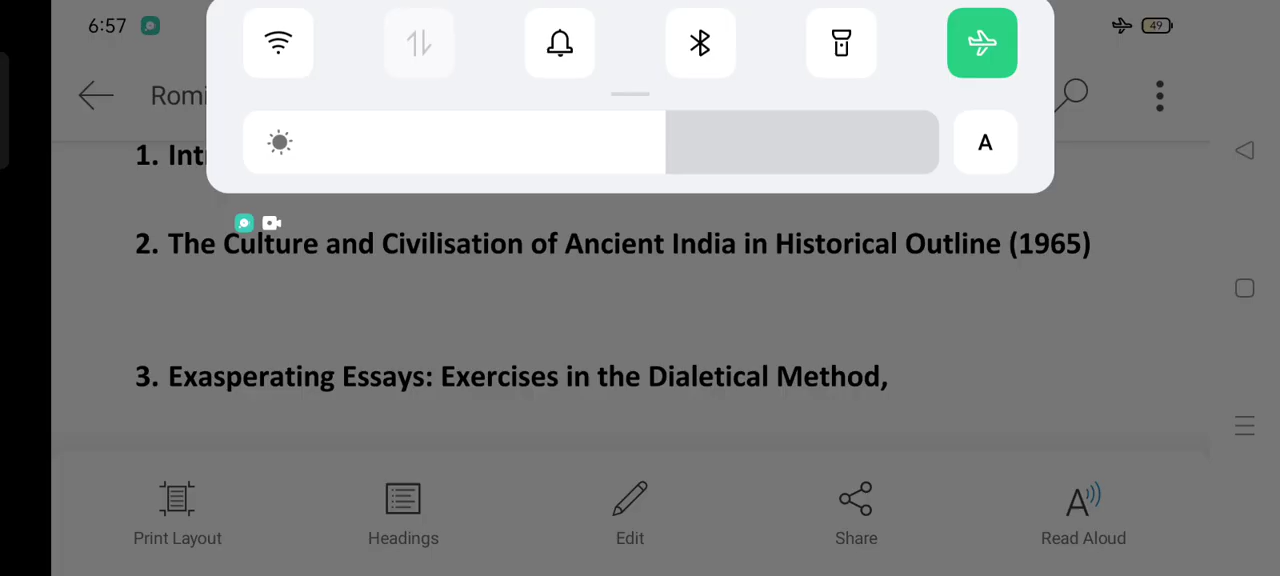 6:57
49
Romi
A
1. Int
2. The Culture and Civilisation of Ancient India in Historical Outline (1965)
3. Exasperating Essays: Exercises in the Dialetical Method,
Print Layout
Headings
Edit
Share
Read Aloud